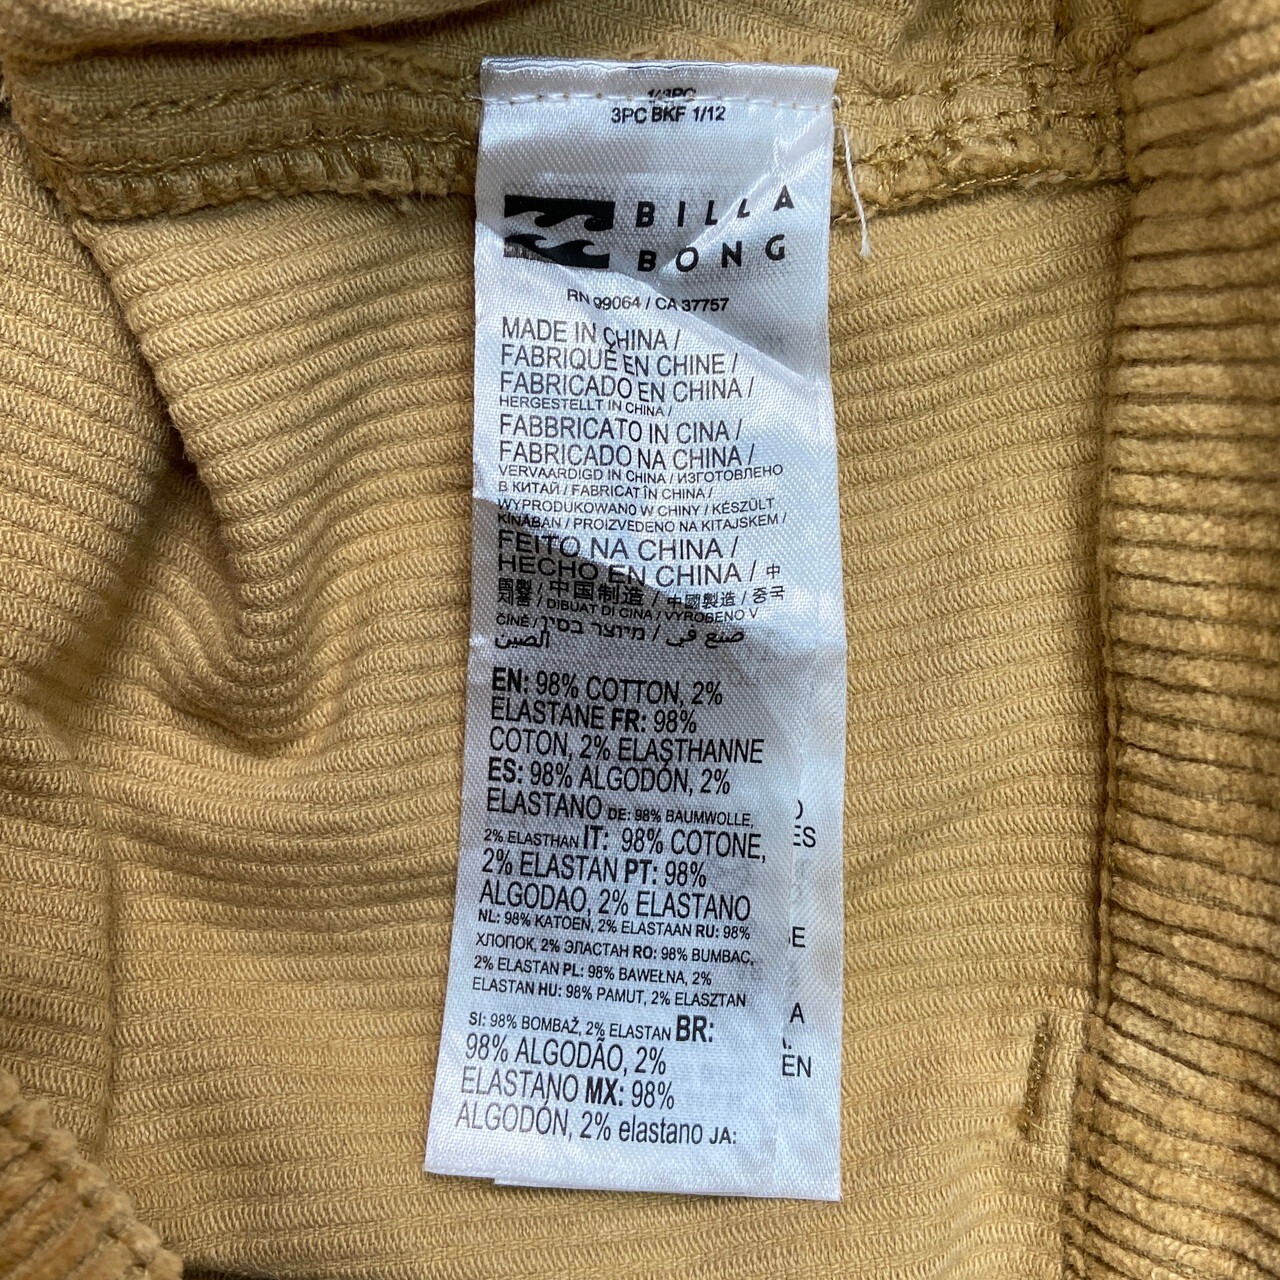 3PC BKF 1/12
BILLA
BONG
RN 99064 / CA 37757
MADE IN CHINA /
FABRIQUÉ EN CHINE /
FABRICADO EN CHINA /
HERGESTELLT IN CHINA /
FABBRICATO IN CINA /
FABRICADO NA CHINA /
VERVAARDIGD IN CHINA / ИЗГОТОВЛЕНО
В КИТАЙ / FABRICAT ÎN CHINA /
WYPRODUKOWANO W CHINY / KÉSZÜLT
KÍNÁBAN / PROIZVEDENO NA KITAJSKEM /
FEITO NA CHINA /
HECHO EN CHINA / 中
國製 / 中国制造 / 中國製造 / 중국
제품 / DIBUAT DI CINA / VYROBENO V
ČÍNĚ / מיוצר בסין / صنع في
الصين
EN: 98% COTTON, 2%
ELASTANE FR: 98%
COTON, 2% ELASTHANNE
ES: 98% ALGODÓN, 2%
ELASTANO DE: 98% BAUMWOLLE,
2% ELASTHAN IT: 98% COTONE,
2% ELASTAN PT: 98%
ALGODAO, 2% ELASTANO
NL: 98% KATOEN, 2% ELASTAAN RU: 98%
ХЛОПОК, 2% ЭЛАСТАН RO: 98% BUMBAC,
2% ELASTAN PL: 98% BAWEŁNA, 2%
ELASTAN HU: 98% PAMUT, 2% ELASZTAN
SI: 98% BOMBAŽ, 2% ELASTAN BR:
98% ALGODÃO, 2%
ELASTANO MX: 98%
ALGODÓN, 2% elastano JA: